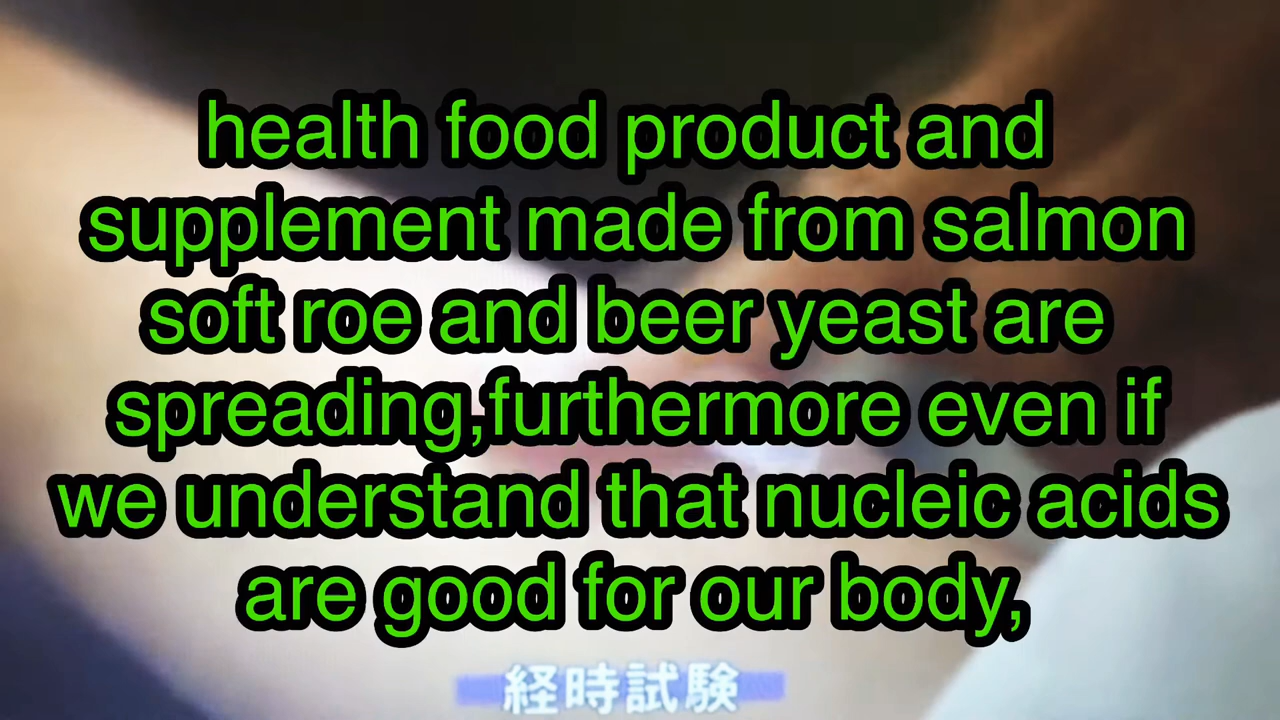 health food product and
supplement made from salmon
soft roe and beer yeast are
spreading,furthermore even if
we understand that nucleic acids
are good for our body,
経時試験